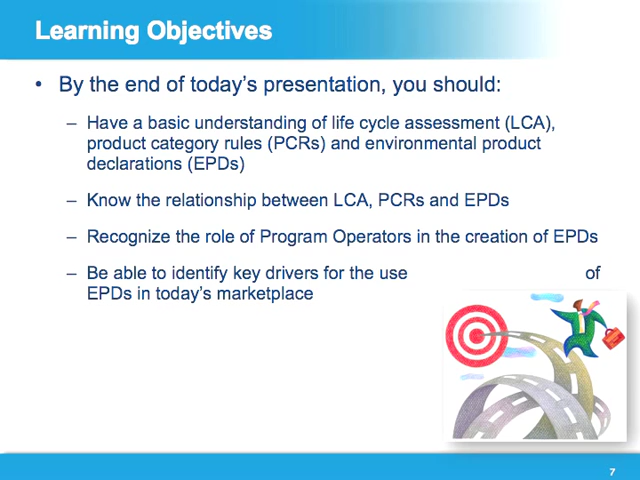 Learning Objectives
• By the end of today's presentation, you should:
– Have a basic understanding of life cycle assessment (LCA),
product category rules (PCRs) and environmental product
declarations (EPDs)
– Know the relationship between LCA, PCRs and EPDs
– Recognize the role of Program Operators in the creation of EPDs
– Be able to identify key drivers for the use of
EPDs in today's marketplace
7